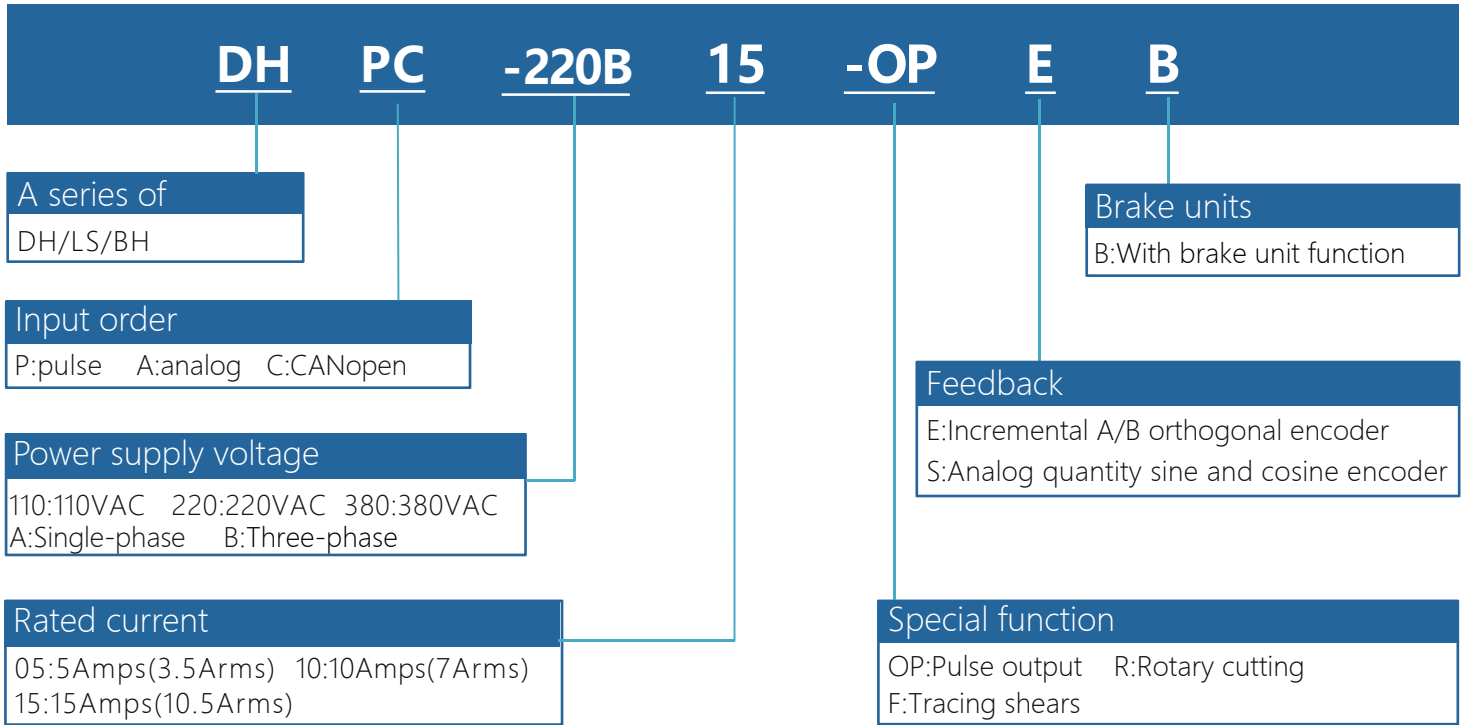 DH PC -220B 15 -OP E B
A series of
DH/LS/BH
Input order
P:pulse A:analog C:CANopen
Power supply voltage
110:110VAC 220:220VAC 380:380VAC
A:Single-phase B:Three-phase
Rated current
05:5Amps(3.5Arms) 10:10Amps(7Arms)
15:15Amps(10.5Arms)
Brake units
B:With brake unit function
Feedback
E:Incremental A/B orthogonal encoder
S:Analog quantity sine and cosine encoder
Special function
OP:Pulse output R:Rotary cutting
F:Tracing shears